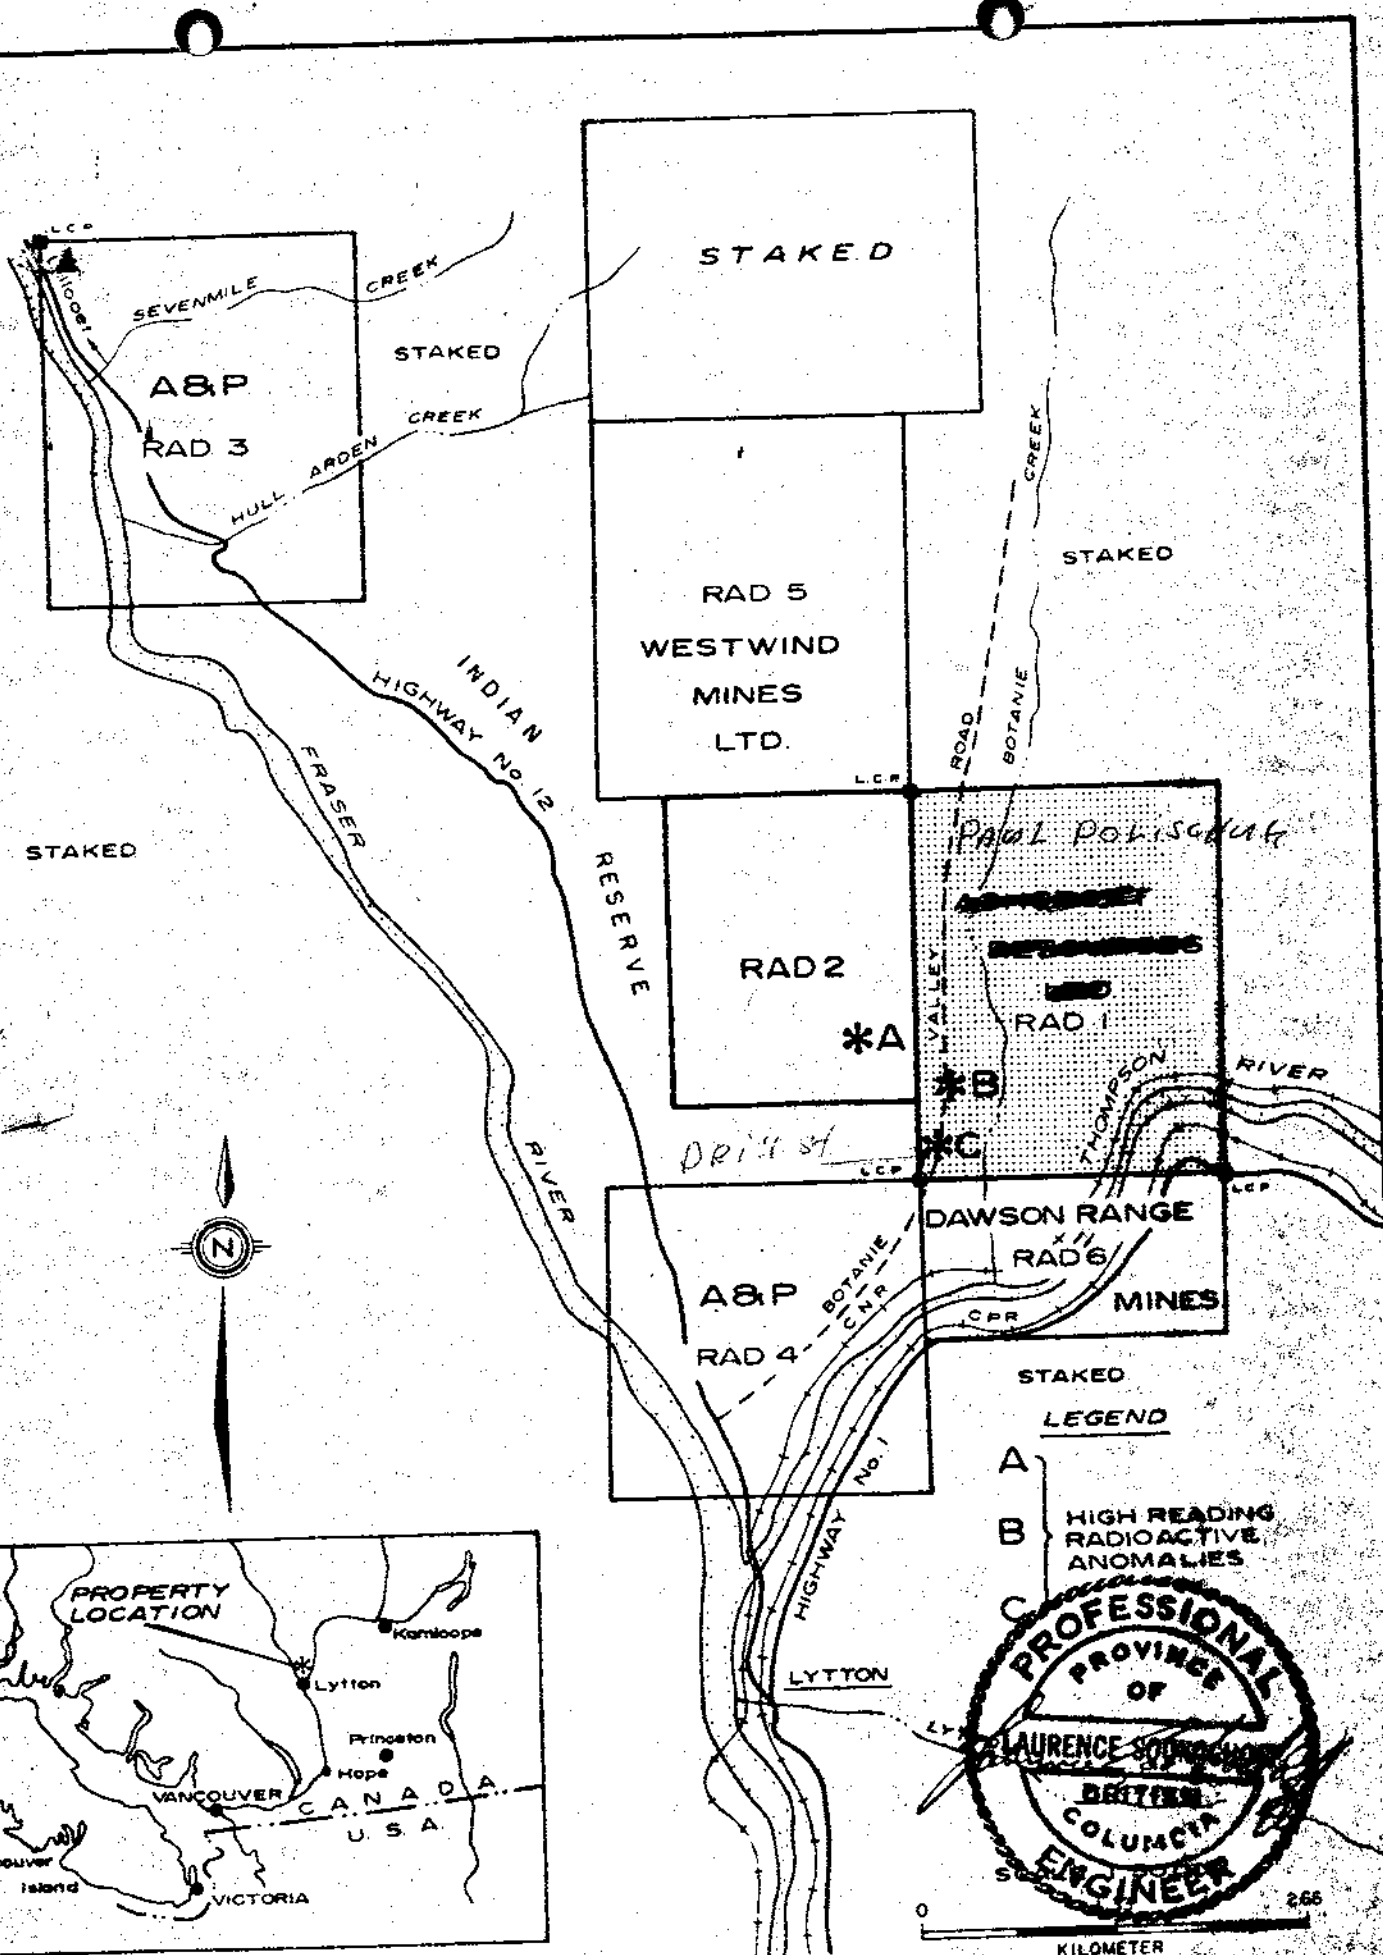 L.C.P.
STAKED
Lillooet
SEVENMILE CREEK
STAKED
A&P
RAD 3
HULL ARDEN CREEK
CREEK
STAKED
RAD 5
WESTWIND
MINES
LTD.
INDIAN
HIGHWAY No. 12
RESERVE
FRASER
STAKED
L.C.P.
ROAD
BOTANIE
VALLEY
PAUL POLISCHUK
RAD 2
RAD 1
*A
*B
*C
THOMPSON
RIVER
L.C.P.
L.C.P.
RIVER
DAWSON RANGE
RAD 6
MINES
A&P
RAD 4
BOTANIE
C.N.R.
CPR
STAKED
LEGEND
A
B
C
HIGH READING
RADIOACTIVE
ANOMALIES
HIGHWAY No. 1
LYTTON
N
PROPERTY
LOCATION
Kamloops
Lytton
Princeton
Hope
VANCOUVER
CANADA
U.S.A.
Island
VICTORIA
PROFESSIONAL
PROVINCE
OF
LAURENCE
BRITISH
COLUMBIA
ENGINEER
0
2.66
KILOMETER